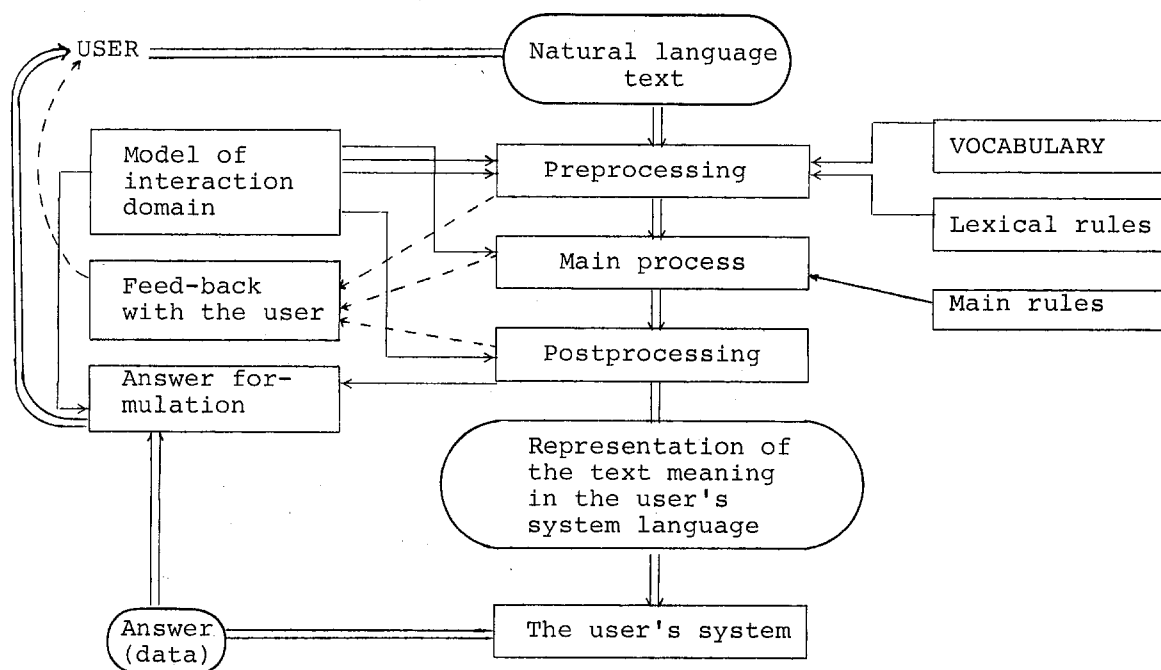 USER
Natural language
text
Model of
interaction
domain
Preprocessing
VOCABULARY
Lexical rules
Main process
Feed-back
with the user
Main rules
Postprocessing
Answer for-
mulation
Representation of
the text meaning
in the user's
system language
Answer
(data)
The user's system